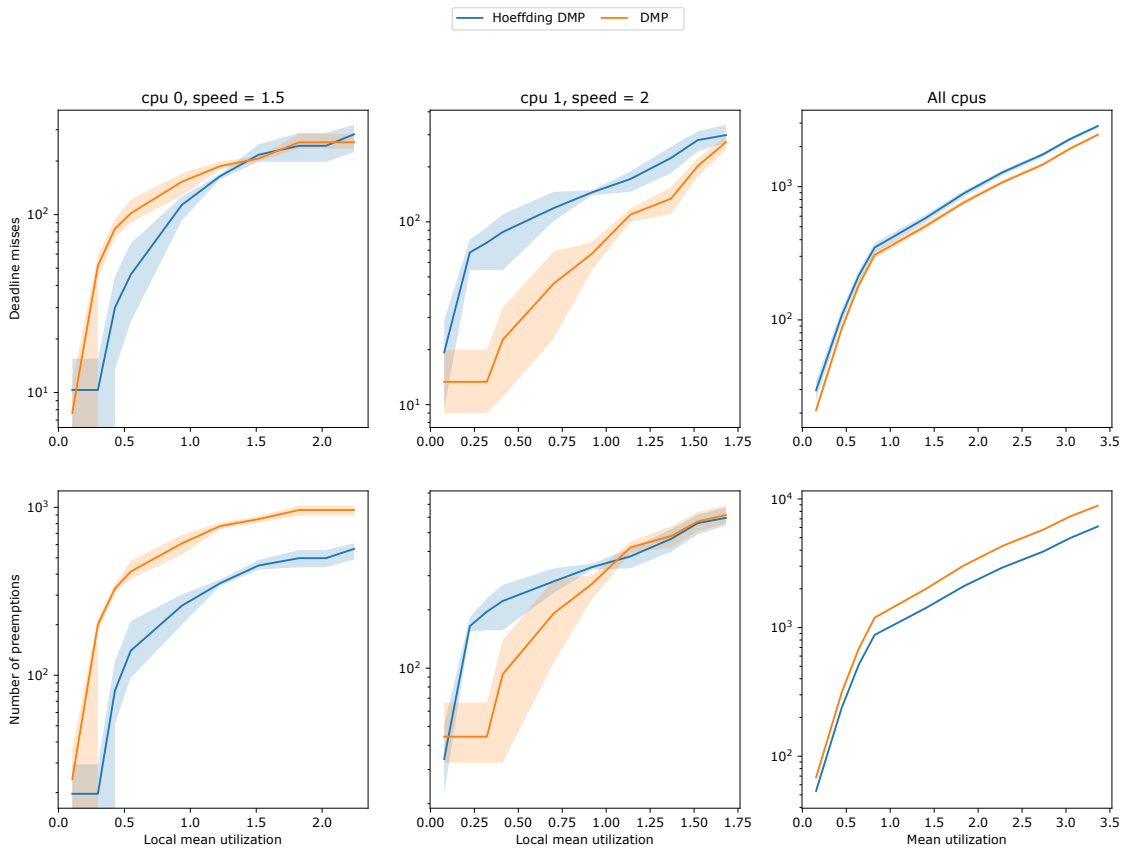 Hoeffding DMP DMP
cpu 0, speed = 1.5
cpu 1, speed = 2
All cpus
Deadline misses
10² 10¹
0.0 0.5 1.0 1.5 2.0
10² 10¹
0.00 0.25 0.50 0.75 1.00 1.25 1.50 1.75
10³ 10²
0.0 0.5 1.0 1.5 2.0 2.5 3.0 3.5
Number of preemptions
10³ 10²
0.0 0.5 1.0 1.5 2.0
Local mean utilization
10²
0.00 0.25 0.50 0.75 1.00 1.25 1.50 1.75
Local mean utilization
10⁴ 10³ 10²
0.0 0.5 1.0 1.5 2.0 2.5 3.0 3.5
Mean utilization